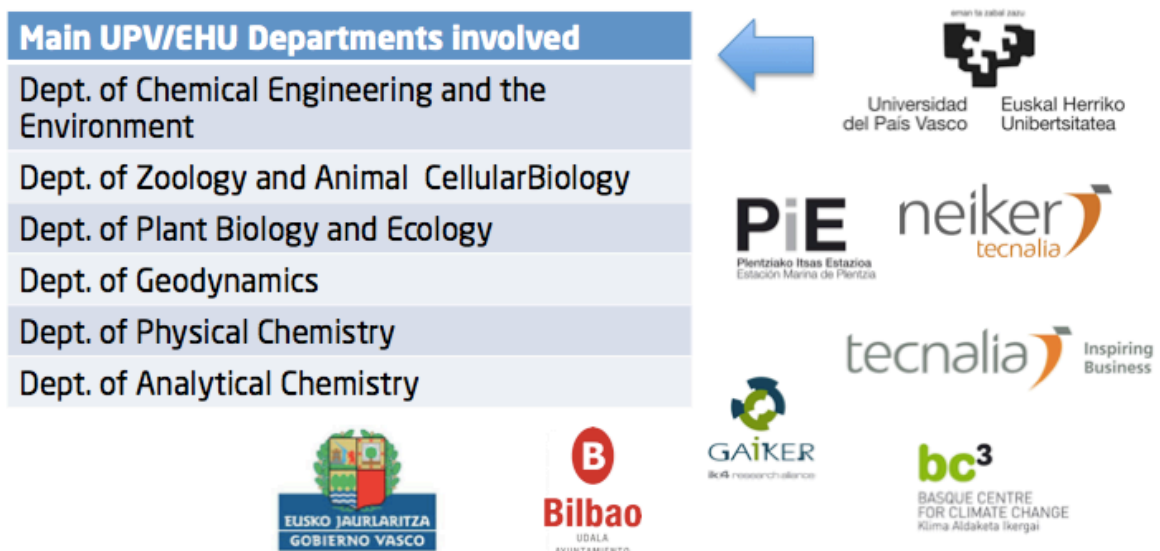 Main UPV/EHU Departments involved
Dept. of Chemical Engineering and the
Environment
Dept. of Zoology and Animal CellularBiology
Dept. of Plant Biology and Ecology
Dept. of Geodynamics
Dept. of Physical Chemistry
Dept. of Analytical Chemistry
eman ta zabal zazu
Universidad
del País Vasco
Euskal Herriko
Unibertsitatea
PiE
Plentziako Itsas Estazioa
Estación Marina de Plentzia
neiker
tecnalia
tecnalia
Inspiring
Business
GAiKER
ik4 research alliance
bc3
BASQUE CENTRE
FOR CLIMATE CHANGE
Klima Aldaketa Ikergai
EUSKO JAURLARITZA
GOBIERNO VASCO
B
Bilbao
UDALA
AYUNTAMIENTO